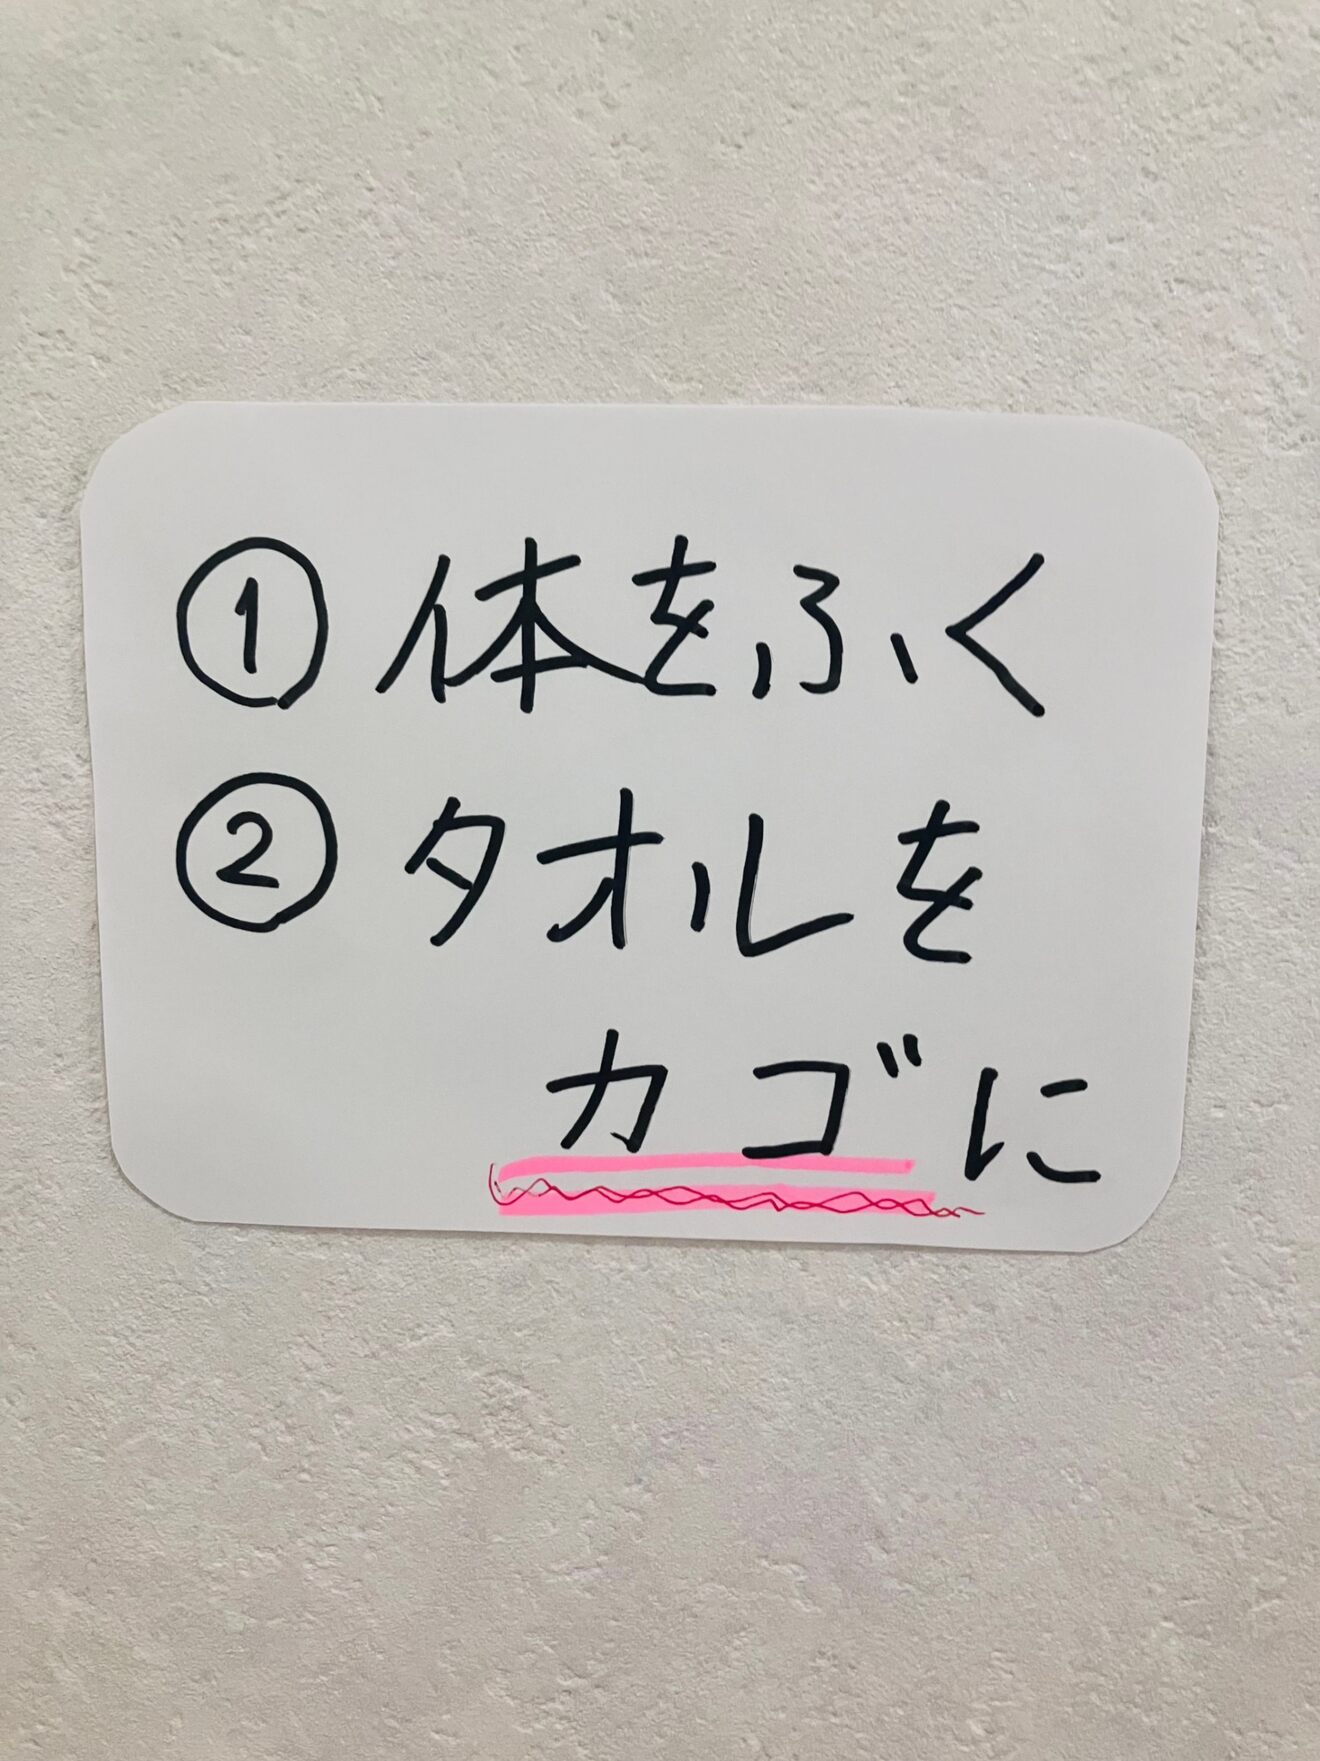 ① 体をふく
② タオルを
カゴに